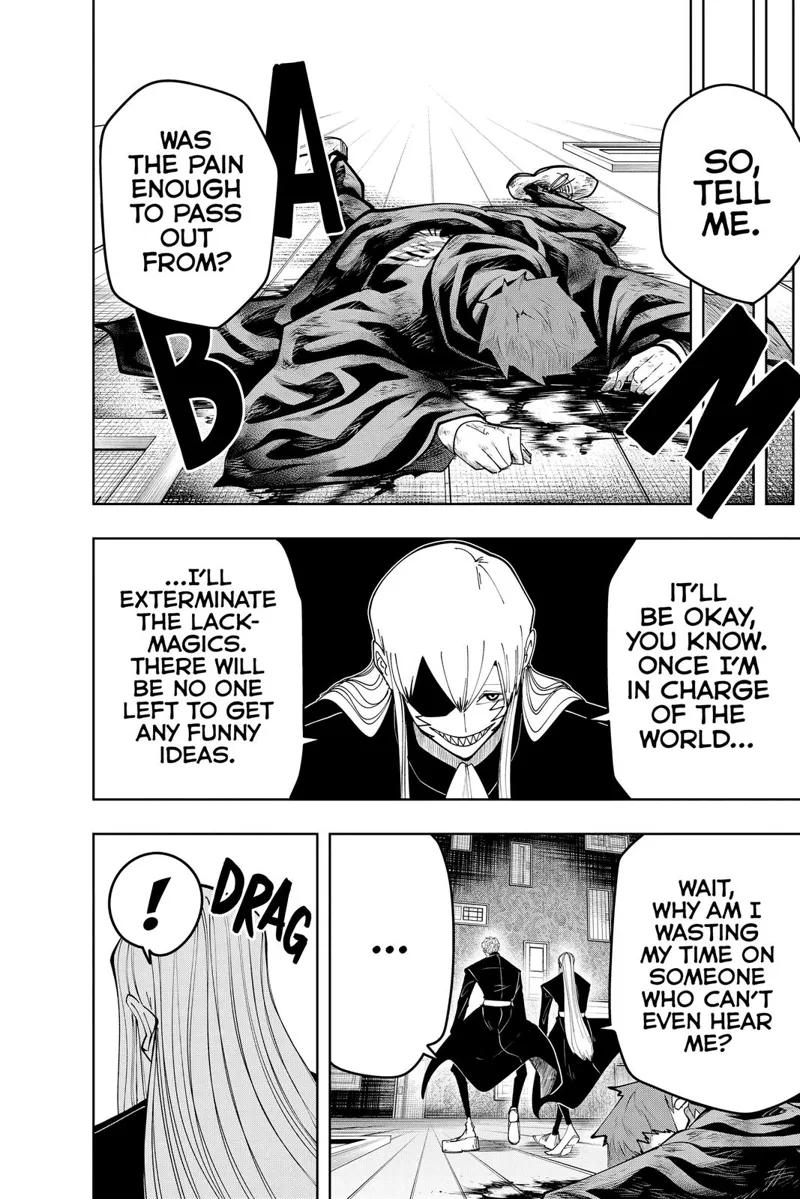 SO,
TELL
ME.
WAS
THE PAIN
ENOUGH
TO PASS
OUT
FROM?
BAM
IT'LL
BE OKAY,
YOU KNOW.
ONCE I'M
IN CHARGE
OF THE
WORLD...
...I'LL
EXTERMINATE
THE LACK-
MAGICS.
THERE WILL
BE NO ONE
LEFT TO GET
ANY FUNNY
IDEAS.
WAIT,
WHY AM I
WASTING
MY TIME ON
SOMEONE
WHO CAN'T
EVEN HEAR
ME?
...
DRAG
!